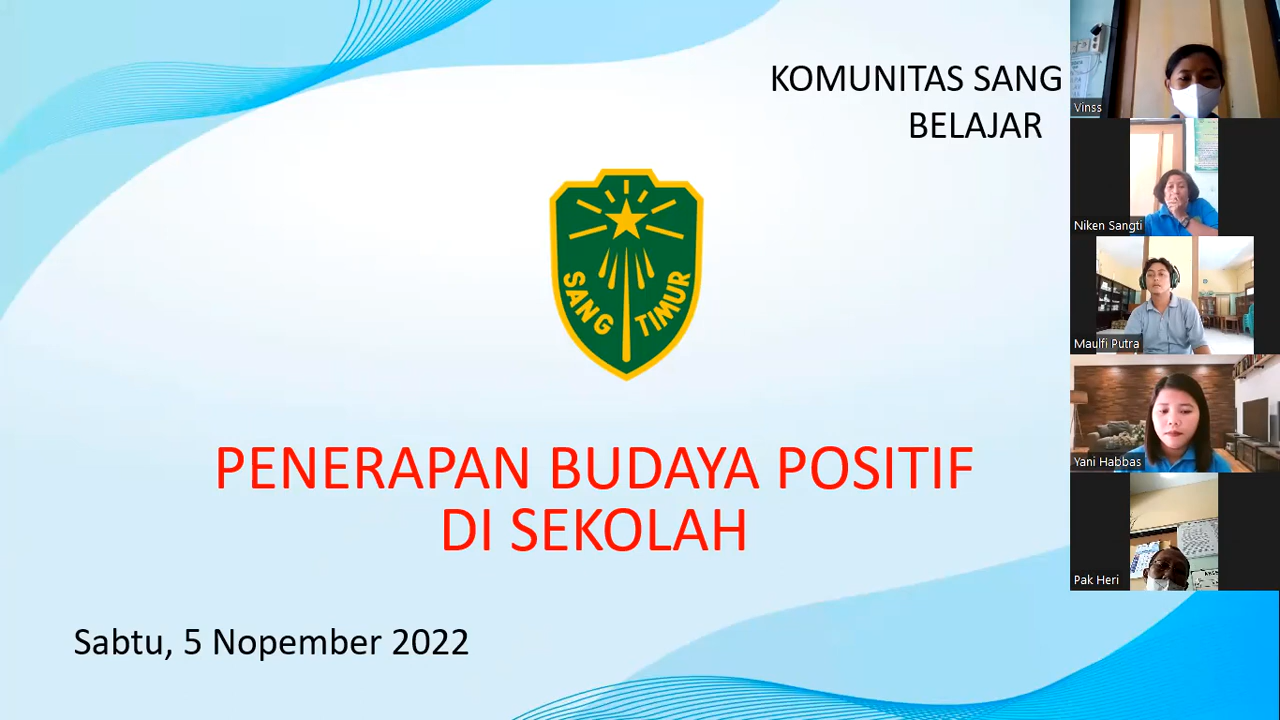 KOMUNITAS SANG
BELAJAR
SANG TIMUR
PENERAPAN BUDAYA POSITIF
DI SEKOLAH
Sabtu, 5 Nopember 2022
Vinss
Niken Sangti
Maulfi Putra
Yani Habbas
Pak Heri